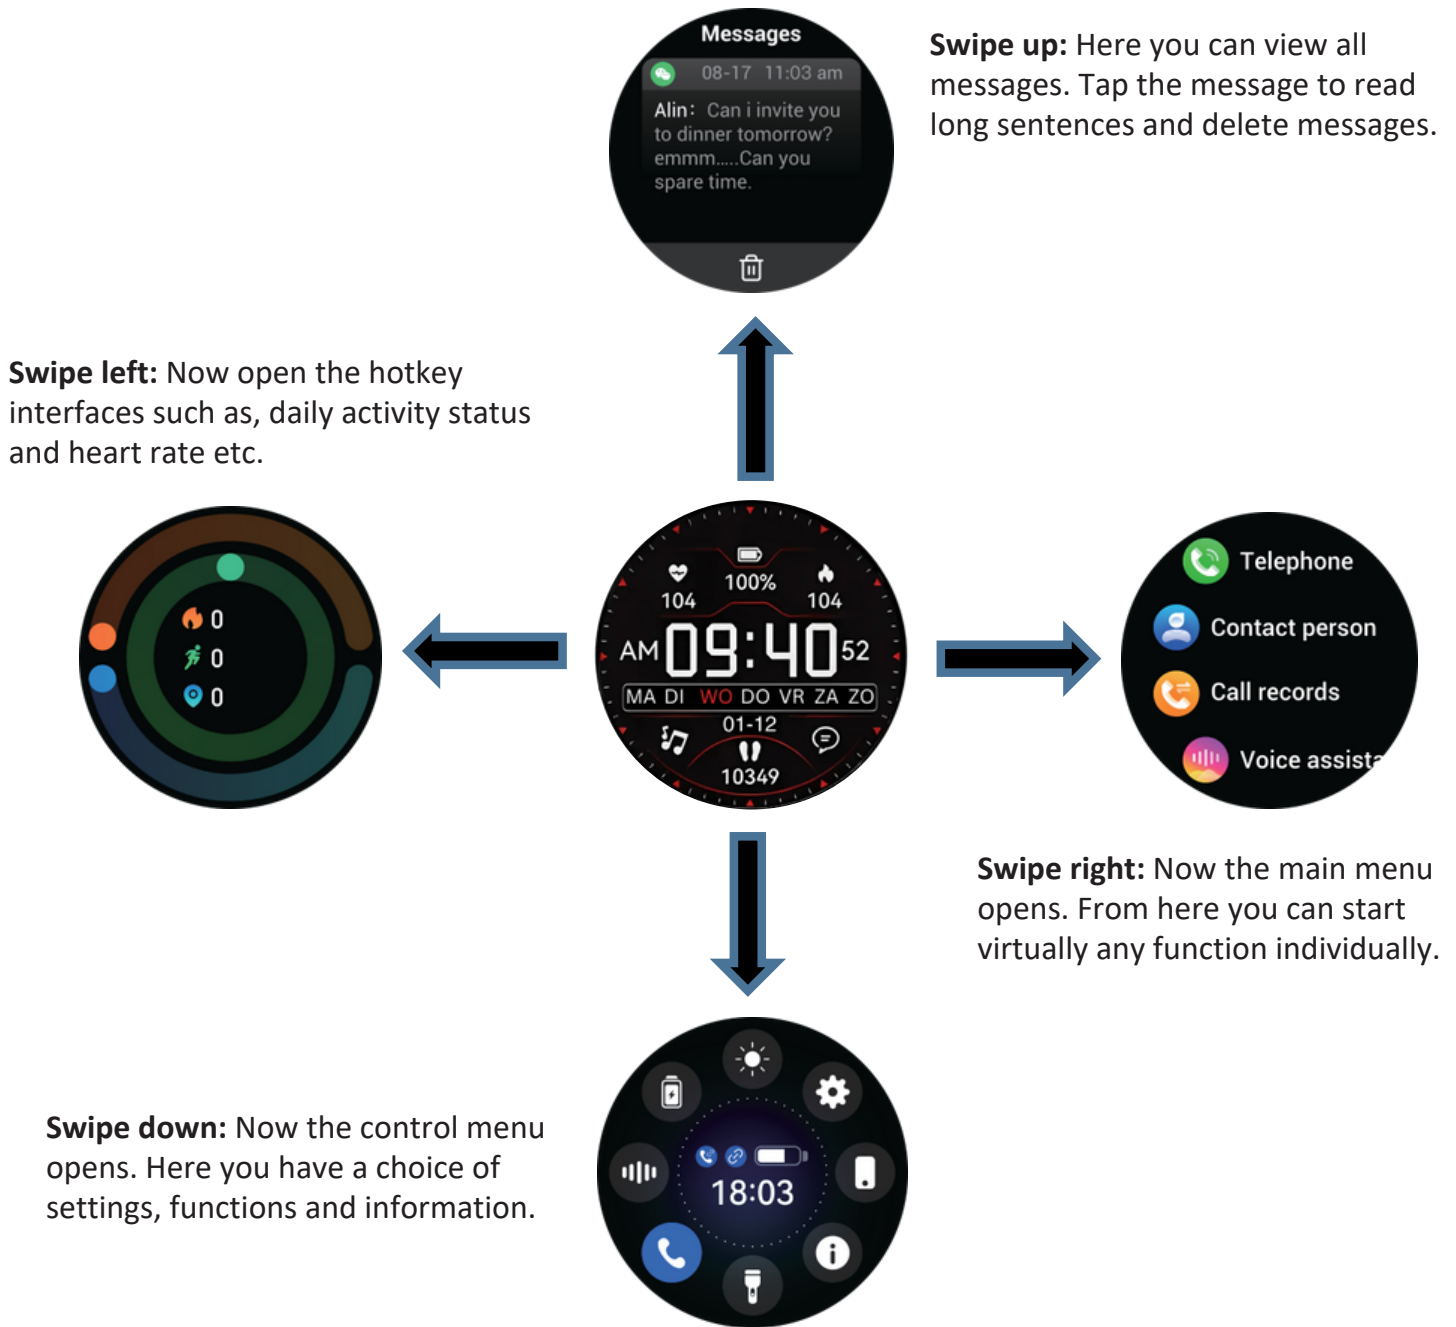 Messages
08-17 11:03 am
Alin: Can i invite you
to dinner tomorrow?
emmm.....Can you
spare time.
Swipe up: Here you can view all
messages. Tap the message to read
long sentences and delete messages.
Swipe left: Now open the hotkey
interfaces such as, daily activity status
and heart rate etc.
0
0
0
100%
104
104
AM 09:40 52
MA DI WO DO VR ZA ZO
01-12
10349
Telephone
Contact person
Call records
Voice assista
Swipe right: Now the main menu
opens. From here you can start
virtually any function individually.
Swipe down: Now the control menu
opens. Here you have a choice of
settings, functions and information.
18:03